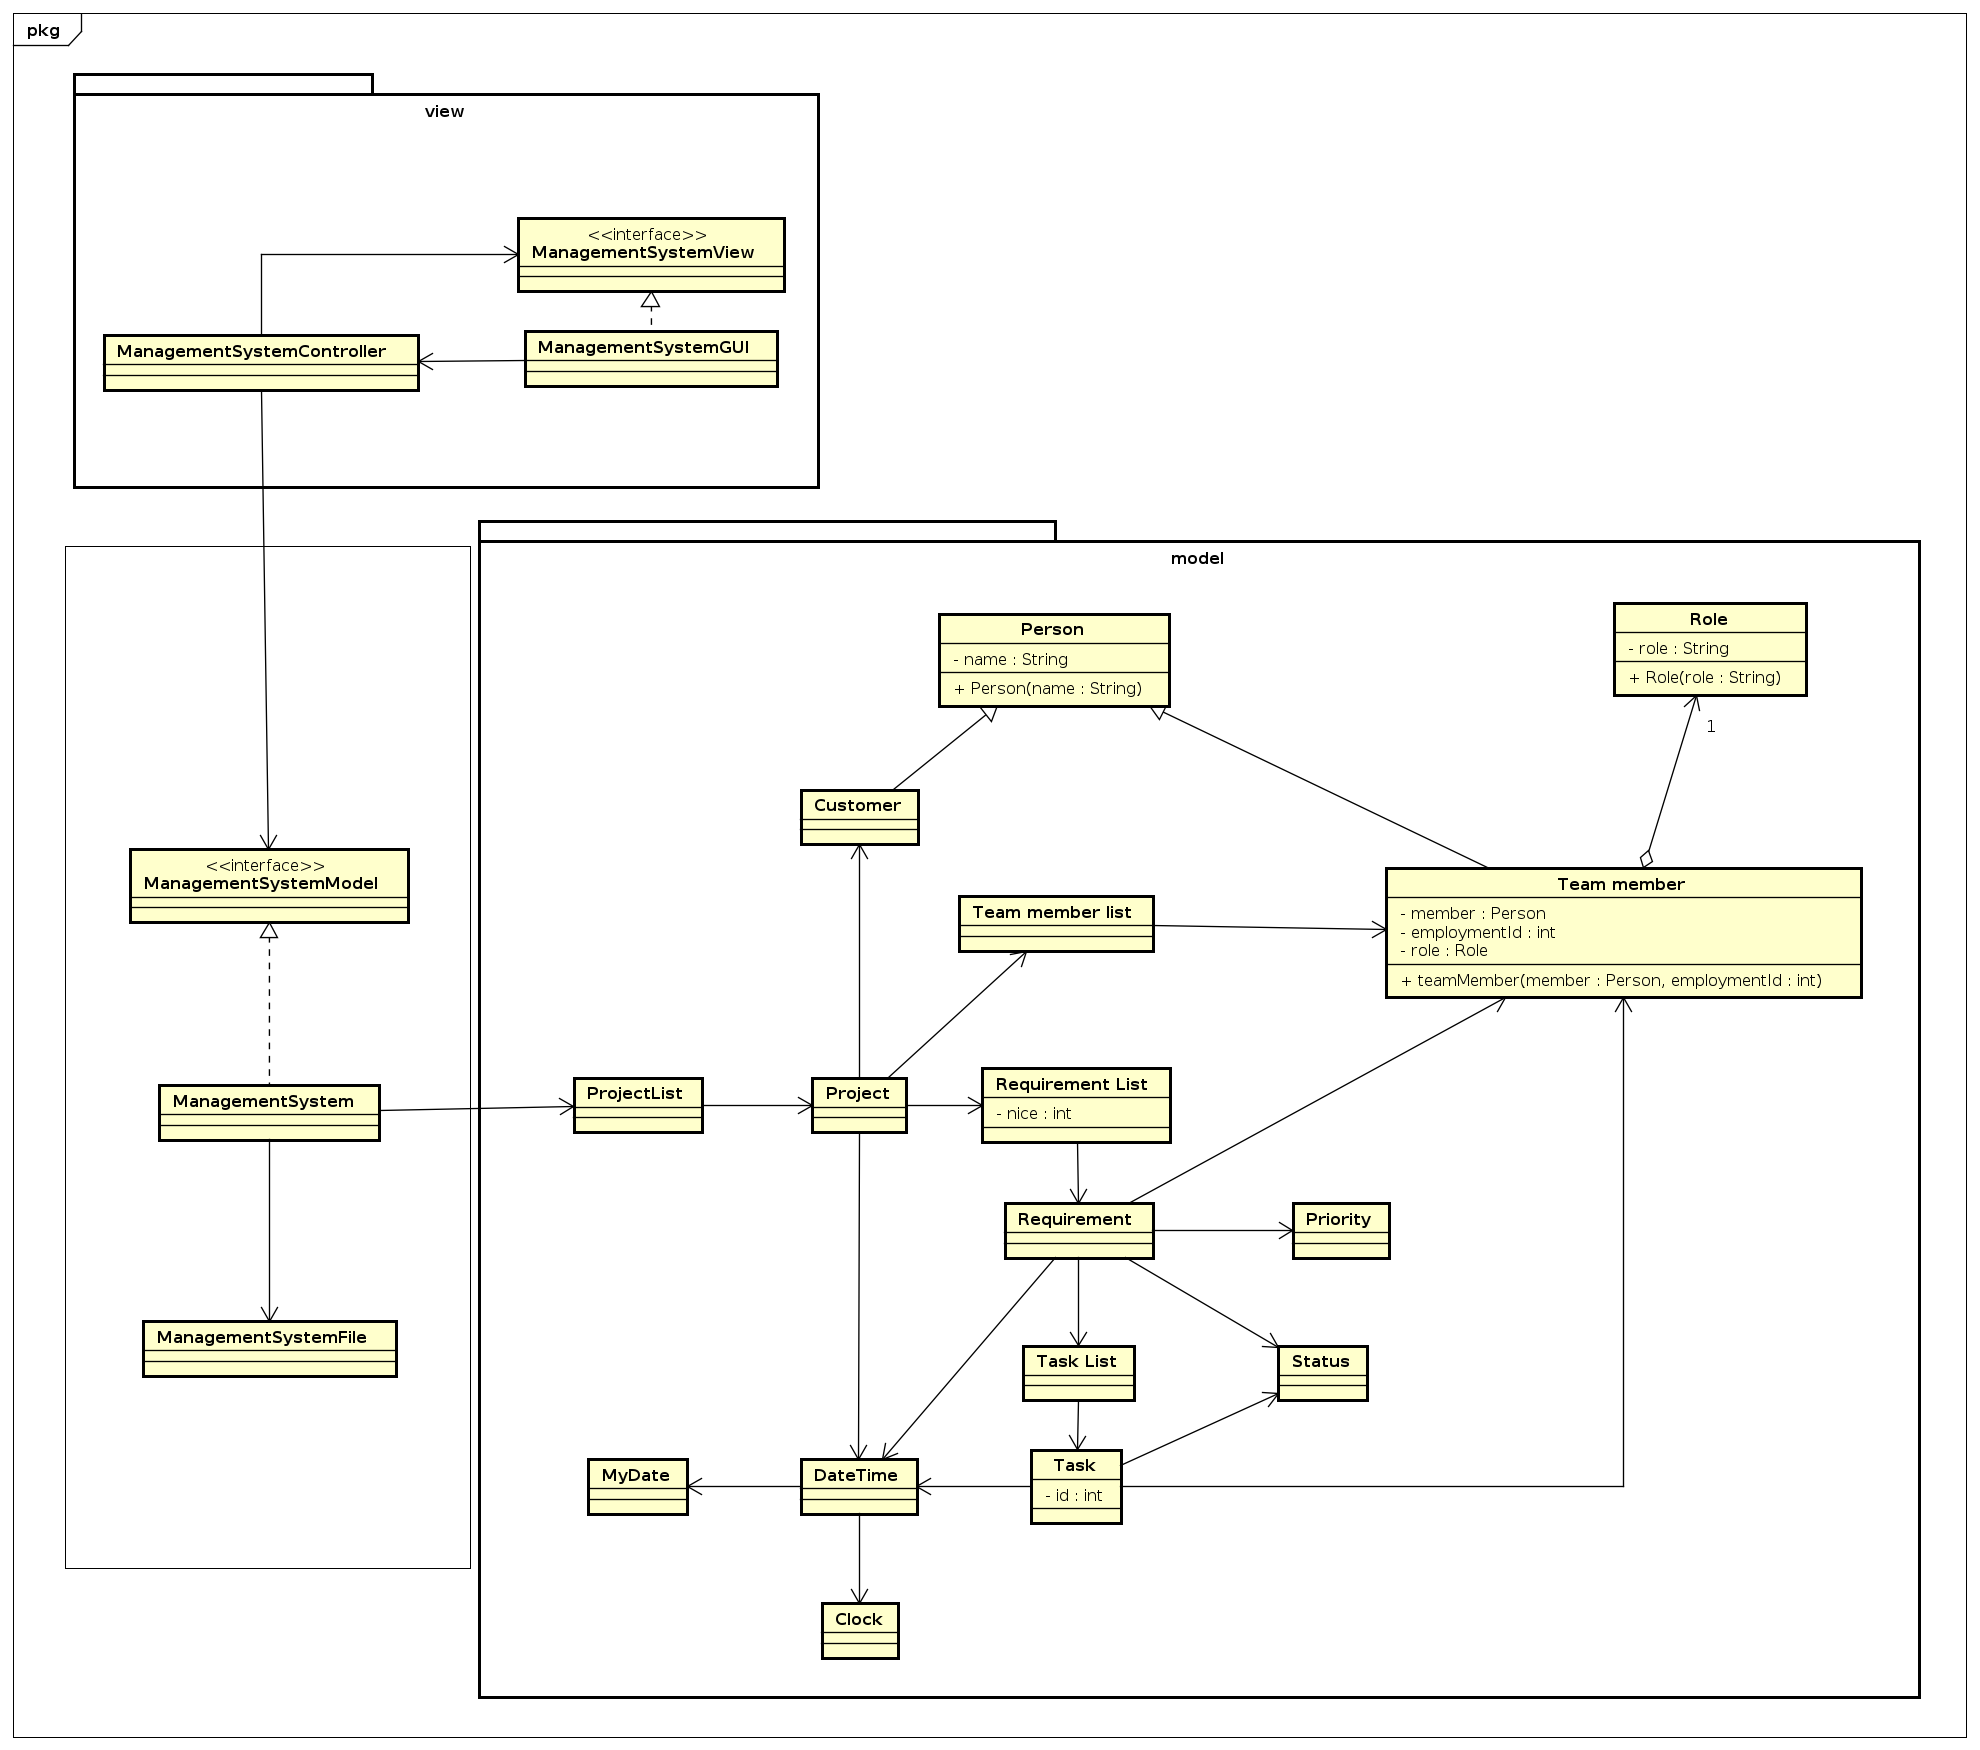 pkg
view
<<interface>>
ManagementSystemView
ManagementSystemController
ManagementSystemGUI
model
Person
- name : String
+ Person(name : String)
Role
- role : String
+ Role(role : String)
1
Customer
<<interface>>
ManagementSystemModel
Team member list
Team member
- member : Person
- employmentId : int
- role : Role
+ teamMember(member : Person, employmentId : int)
ManagementSystem
ProjectList
Project
Requirement List
- nice : int
Requirement
Priority
ManagementSystemFile
Task List
Status
MyDate
DateTime
Task
- id : int
Clock